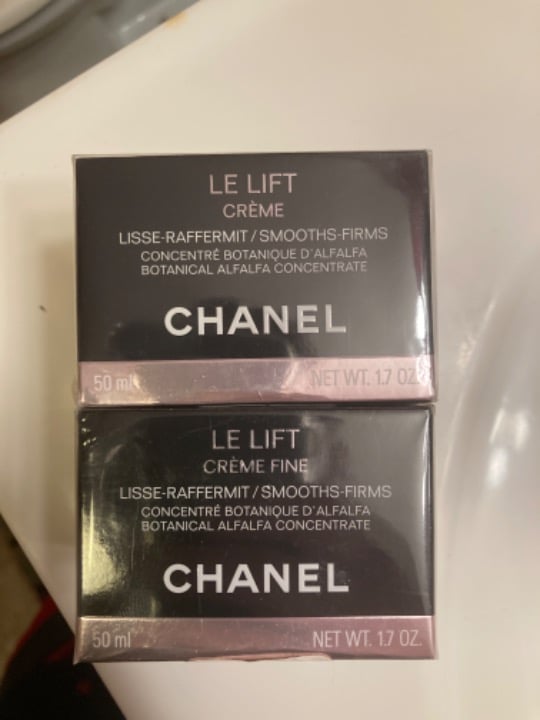 LE LIFT
CRÈME
LISSE-RAFFERMIT / SMOOTHS-FIRMS
CONCENTRÉ BOTANIQUE D'ALFALFA
BOTANICAL ALFALFA CONCENTRATE
CHANEL
50 ml NET WT. 1.7 OZ.
LE LIFT
CRÈME FINE
LISSE-RAFFERMIT / SMOOTHS-FIRMS
CONCENTRÉ BOTANIQUE D'ALFALFA
BOTANICAL ALFALFA CONCENTRATE
CHANEL
50 ml NET WT. 1.7 OZ.